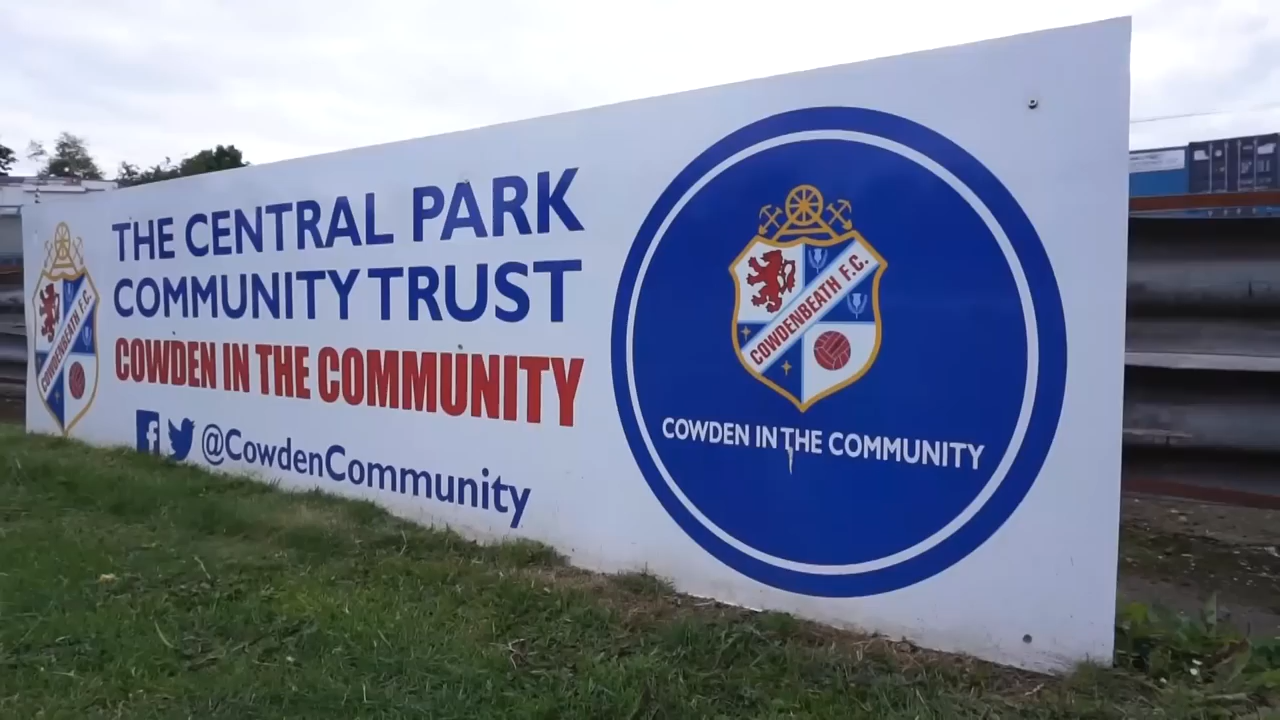 THE CENTRAL PARK
COMMUNITY TRUST
COWDEN IN THE COMMUNITY
@CowdenCommunity
COWDENBEATH F.C.
COWDENBEATH F.C.
COWDEN IN THE COMMUNITY